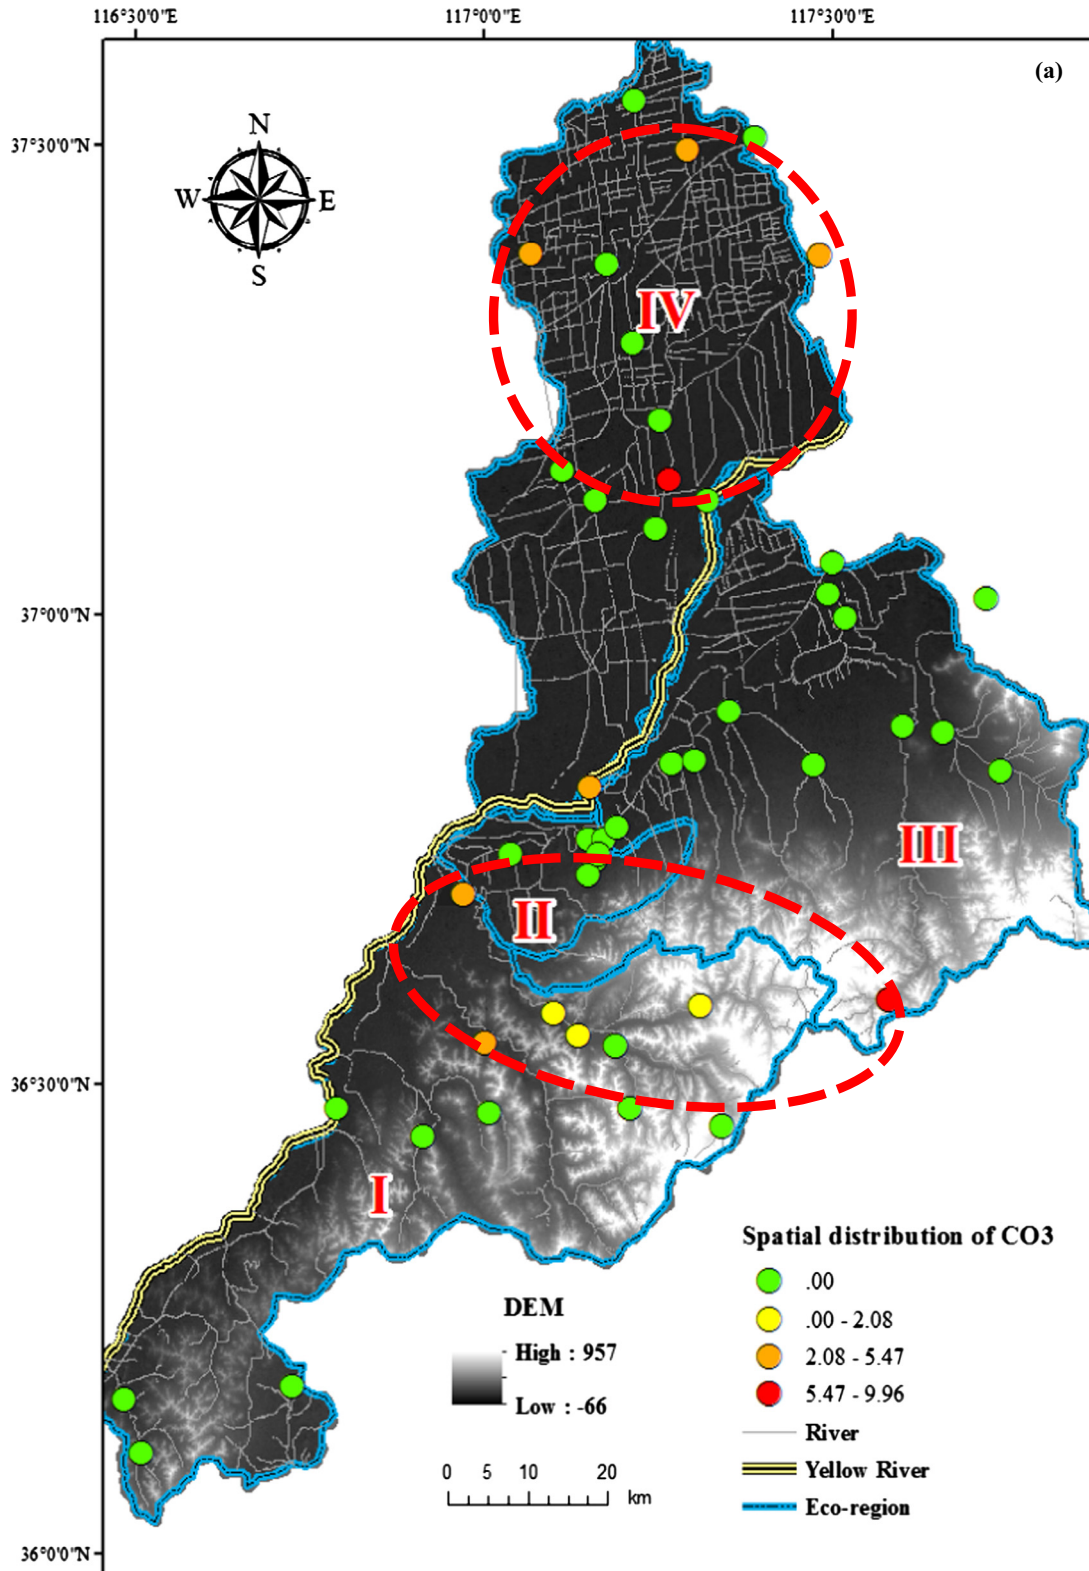 116°30'0"E
117°0'0"E
117°30'0"E
(a)
37°30'0"N
N
W
E
S
IV
37°0'0"N
III
II
36°30'0"N
I
Spatial distribution of CO3
.00
.00 - 2.08
2.08 - 5.47
5.47 - 9.96
River
Yellow River
Eco-region
DEM
High : 957
Low : -66
0 5 10 20
km
36°0'0"N